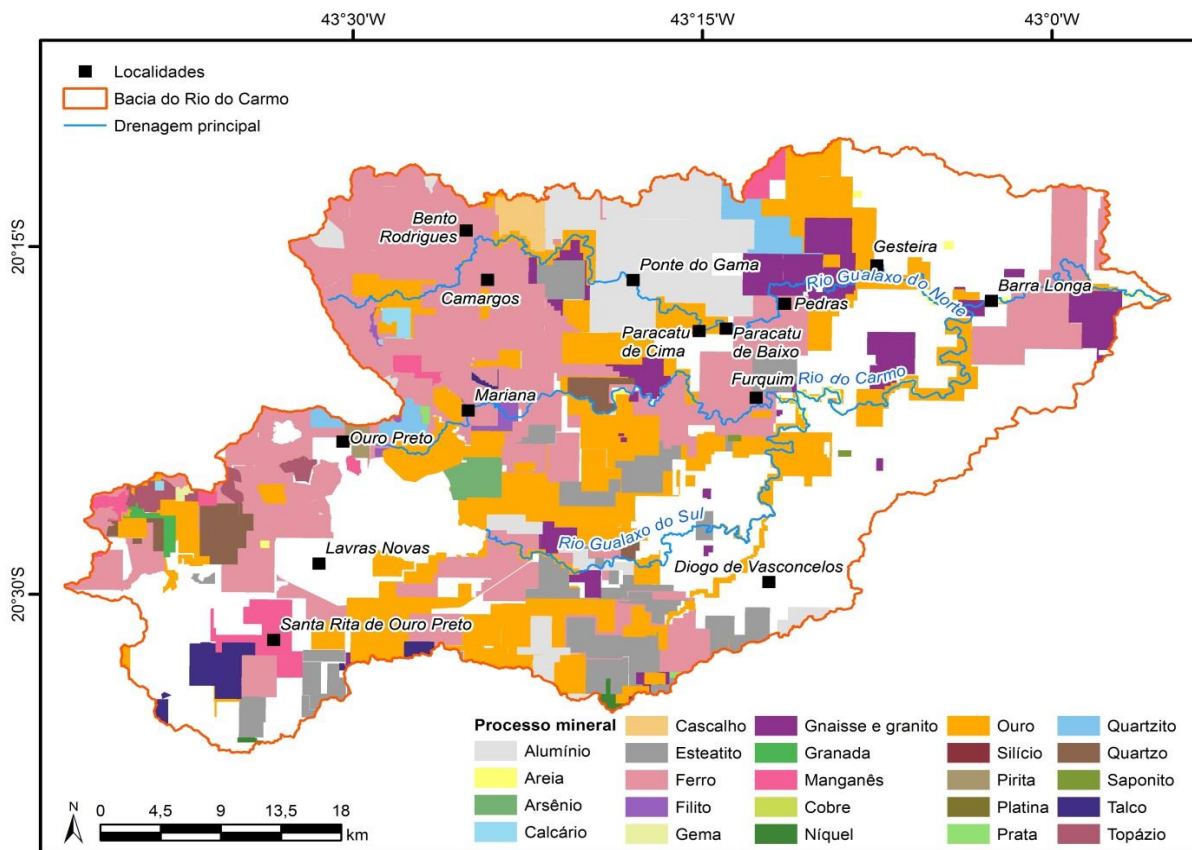 43°30'W
43°15'W
43°0'W
Localidades
Bacia do Rio do Carmo
Drenagem principal
20°15'S
20°30'S
Bento
Rodrigues
Camargos
Ponte do Gama
Gesteira
Rio Gualaxo do Norte
Barra Longa
Pedras
Paracatu
de Cima
Paracatu
de Baixo
Furquim
Rio do Carmo
Mariana
Ouro Preto
Rio Gualaxo do Sul
Lavras Novas
Diogo de Vasconcelos
Santa Rita de Ouro Preto
Processo mineral
Alumínio
Areia
Arsênio
Calcário
Cascalho
Esteatito
Ferro
Filito
Gema
Gnaisse e granito
Granada
Manganês
Cobre
Níquel
Ouro
Silício
Pirita
Platina
Prata
Quartzito
Quartzo
Saponito
Talco
Topázio
N
0 4,5 9 13,5 18
km